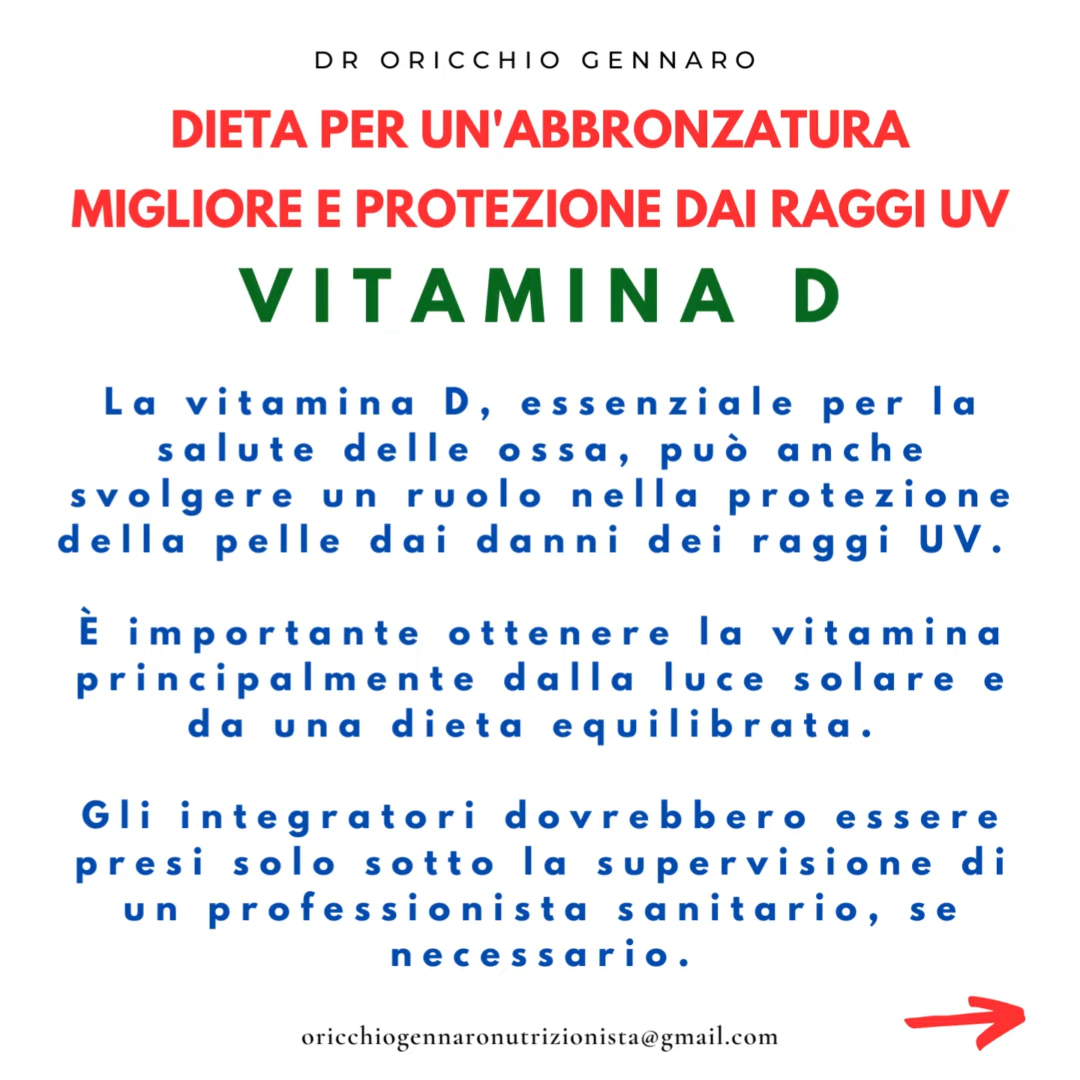 DR ORICCHIO GENNARO
DIETA PER UN'ABBRONZATURA
MIGLIORE E PROTEZIONE DAI RAGGI UV
VITAMINA D
La vitamina D, essenziale per la
salute delle ossa, può anche
svolgere un ruolo nella protezione
della pelle dai danni dei raggi UV.
È importante ottenere la vitamina
principalmente dalla luce solare e
da una dieta equilibrata.
Gli integratori dovrebbero essere
presi solo sotto la supervisione di
un professionista sanitario, se
necessario.
oricchiogennaronutrizionista@gmail.com